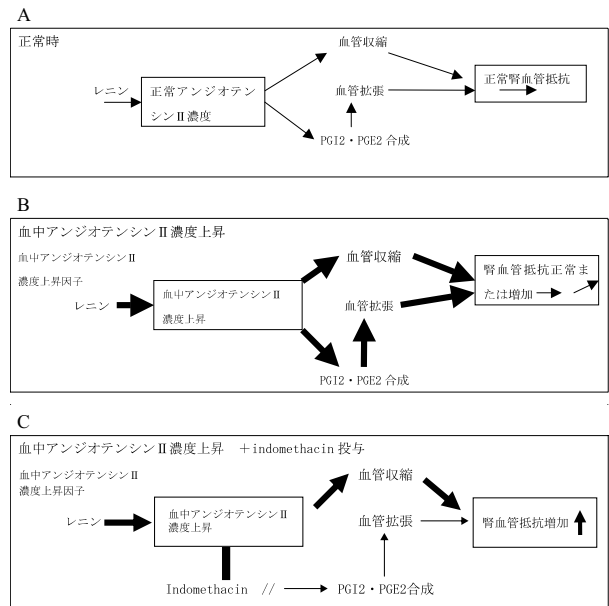 A
正常時
血管収縮
レニン
正常アンジオテン
シンⅡ濃度
血管拡張
正常腎血管抵抗
PGI2・PGE2 合成
B
血中アンジオテンシンⅡ濃度上昇
血中アンジオテンシンⅡ
濃度上昇因子
血管収縮
腎血管抵抗正常ま
たは増加
レニン
血中アンジオテンシンⅡ
濃度上昇
血管拡張
PGI2・PGE2 合成
C
血中アンジオテンシンⅡ濃度上昇 +indomethacin 投与
血中アンジオテンシンⅡ
濃度上昇因子
血管収縮
レニン
血中アンジオテンシンⅡ
濃度上昇
血管拡張
腎血管抵抗増加
Indomethacin //
PGI2・PGE2合成